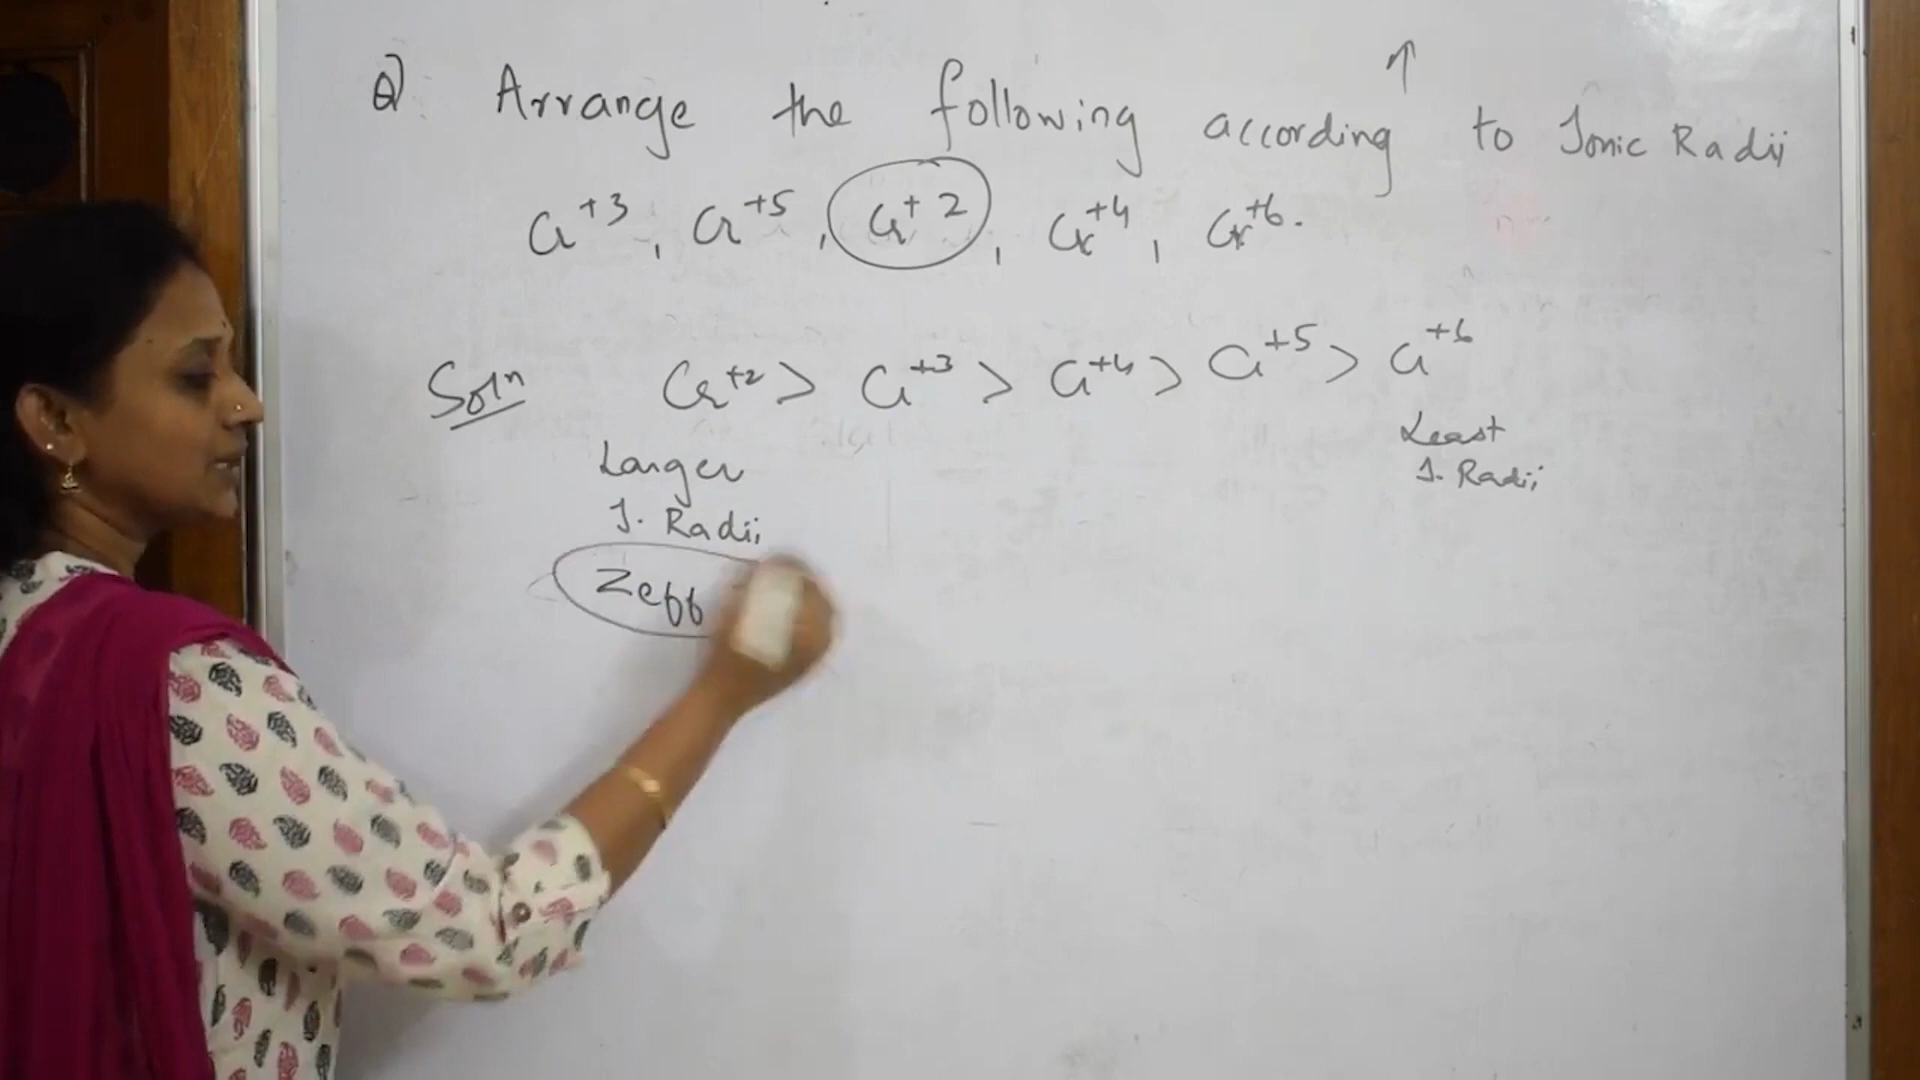 Q) Arrange the following according ↑ to Ionic Radii
Cr+3, Cr+5, Cr+2, Cr+4, Cr+6.
Soln Cr+2 > Cr+3 > Cr+4 > Cr+5 > Cr+6
Larger
I. Radii
Least
I. Radii
Zeff